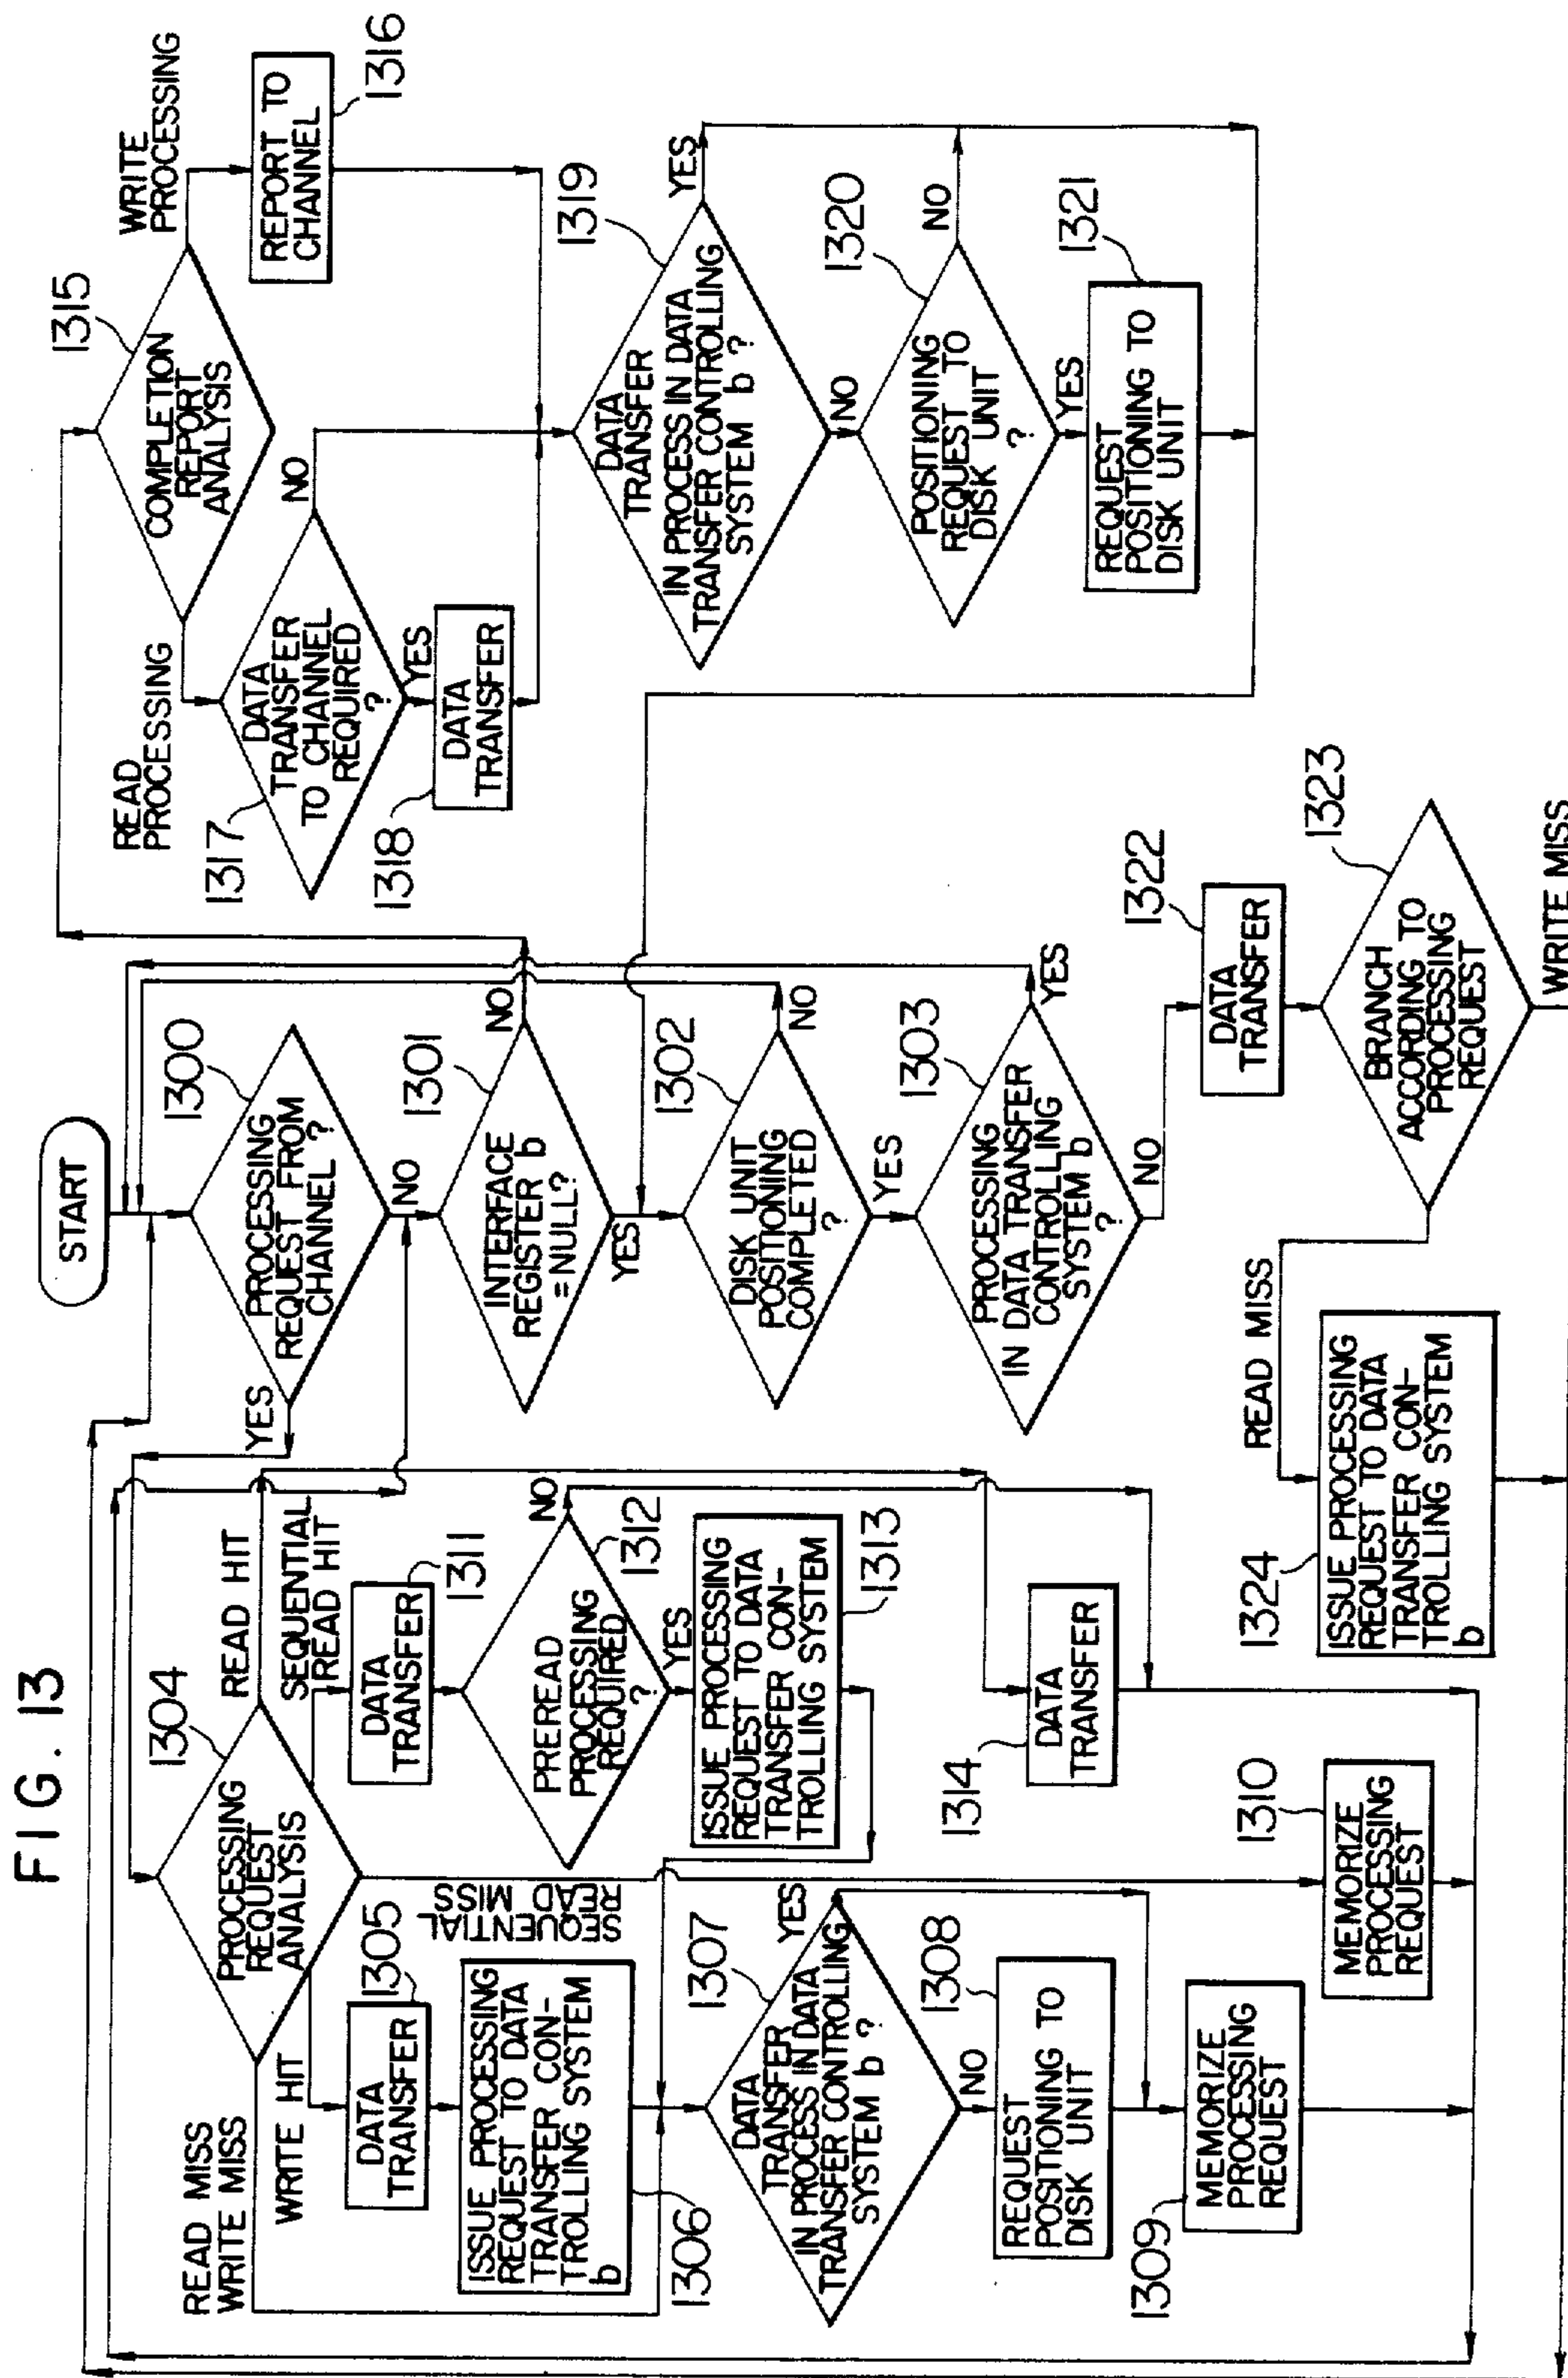 FIG. 13
START
PROCESSING
REQUEST FROM
CHANNEL ?
1300
YES
NO
INTERFACE
REGISTER b
= NULL?
1301
NO
YES
DISK UNIT
POSITIONING
COMPLETED
?
1302
NO
YES
PROCESSING
IN DATA TRANSFER
CONTROLLING
SYSTEM b
?
1303
YES
NO
PROCESSING
REQUEST
ANALYSIS
1304
READ MISS
WRITE MISS
WRITE HIT
SEQUENTIAL
READ MISS
SEQUENTIAL
READ HIT
READ HIT
DATA
TRANSFER
1305
ISSUE PROCESSING
REQUEST TO DATA
TRANSFER CON-
TROLLING SYSTEM
b
1306
DATA
TRANSFER
IN PROCESS IN DATA
TRANSFER CONTROLLING
SYSTEM b ?
1307
YES
NO
REQUEST
POSITIONING TO
DISK UNIT
1308
MEMORIZE
PROCESSING
REQUEST
1309
MEMORIZE
PROCESSING
REQUEST
1310
DATA
TRANSFER
1311
PREREAD
PROCESSING
REQUIRED
?
1312
NO
YES
ISSUE PROCESSING
REQUEST TO DATA
TRANSFER CON-
TROLLING SYSTEM
1313
DATA
TRANSFER
1314
COMPLETION
REPORT
ANALYSIS
1315
WRITE
PROCESSING
REPORT TO
CHANNEL
1316
READ
PROCESSING
DATA
TRANSFER
TO CHANNEL
REQUIRED
?
1317
NO
YES
DATA
TRANSFER
1318
DATA
TRANSFER
IN PROCESS IN DATA
TRANSFER CONTROLLING
SYSTEM b ?
1319
YES
NO
POSITIONING
REQUEST TO
DISK UNIT
?
1320
NO
YES
REQUEST
POSITIONING TO
DISK UNIT
1321
DATA
TRANSFER
1322
BRANCH
ACCORDING TO
PROCESSING
REQUEST
1323
READ MISS
WRITE MISS
ISSUE PROCESSING
REQUEST TO DATA
TRANSFER CON-
TROLLING SYSTEM
b
1324